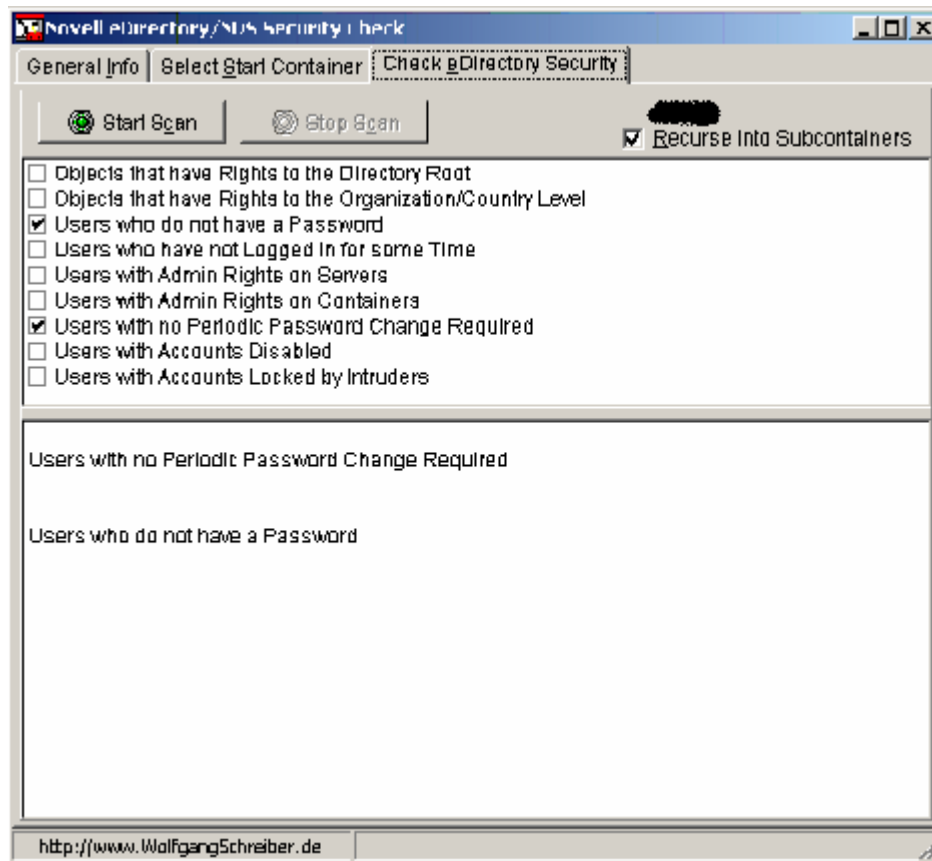 Novell eDirectory/NDS Security Check
General Info Select Start Container Check eDirectory Security
Start Scan Stop Scan
Recurse Into Subcontainers
Objects that have Rights to the Directory Root
Objects that have Rights to the Organization/Country Level
Users who do not have a Password
Users who have not Logged In for some Time
Users with Admin Rights on Servers
Users with Admin Rights on Containers
Users with no Periodic Password Change Required
Users with Accounts Disabled
Users with Accounts Locked by Intruders
Users with no Periodic Password Change Required
Users who do not have a Password
http://www.WolfgangSchreiber.de